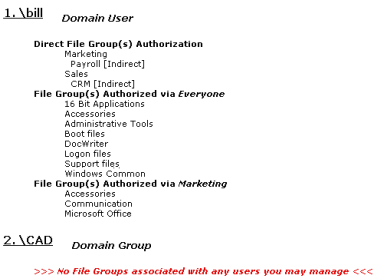 1. \bill Domain User
Direct File Group(s) Authorization
Marketing
Payroll [Indirect]
Sales
CRM [Indirect]
File Group(s) Authorized via Everyone
16 Bit Applications
Accessories
Administrative Tools
Boot files
DocWriter
Logon files
Support files
Windows Common
File Group(s) Authorized via Marketing
Accessories
Communication
Microsoft Office
2. \CAD Domain Group
>>> No File Groups associated with any users you may manage <<<